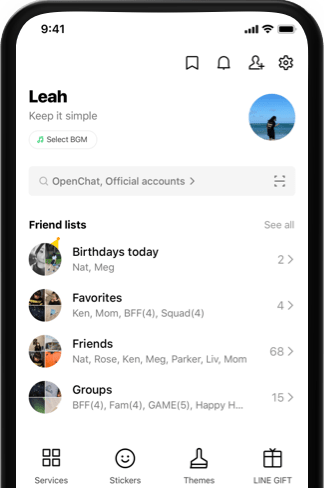 9:41
Leah
Keep it simple
Select BGM
OpenChat, Official accounts >
Friend lists
See all
Birthdays today
2 >
Nat, Meg
Favorites
4 >
Ken, Mom, BFF(4), Squad(4)
Friends
68 >
Nat, Rose, Ken, Meg, Parker, Liv, Mom
Groups
15 >
BFF(4), Fam(4), GAME(5), Happy H...
Services
Stickers
Themes
LINE GIFT